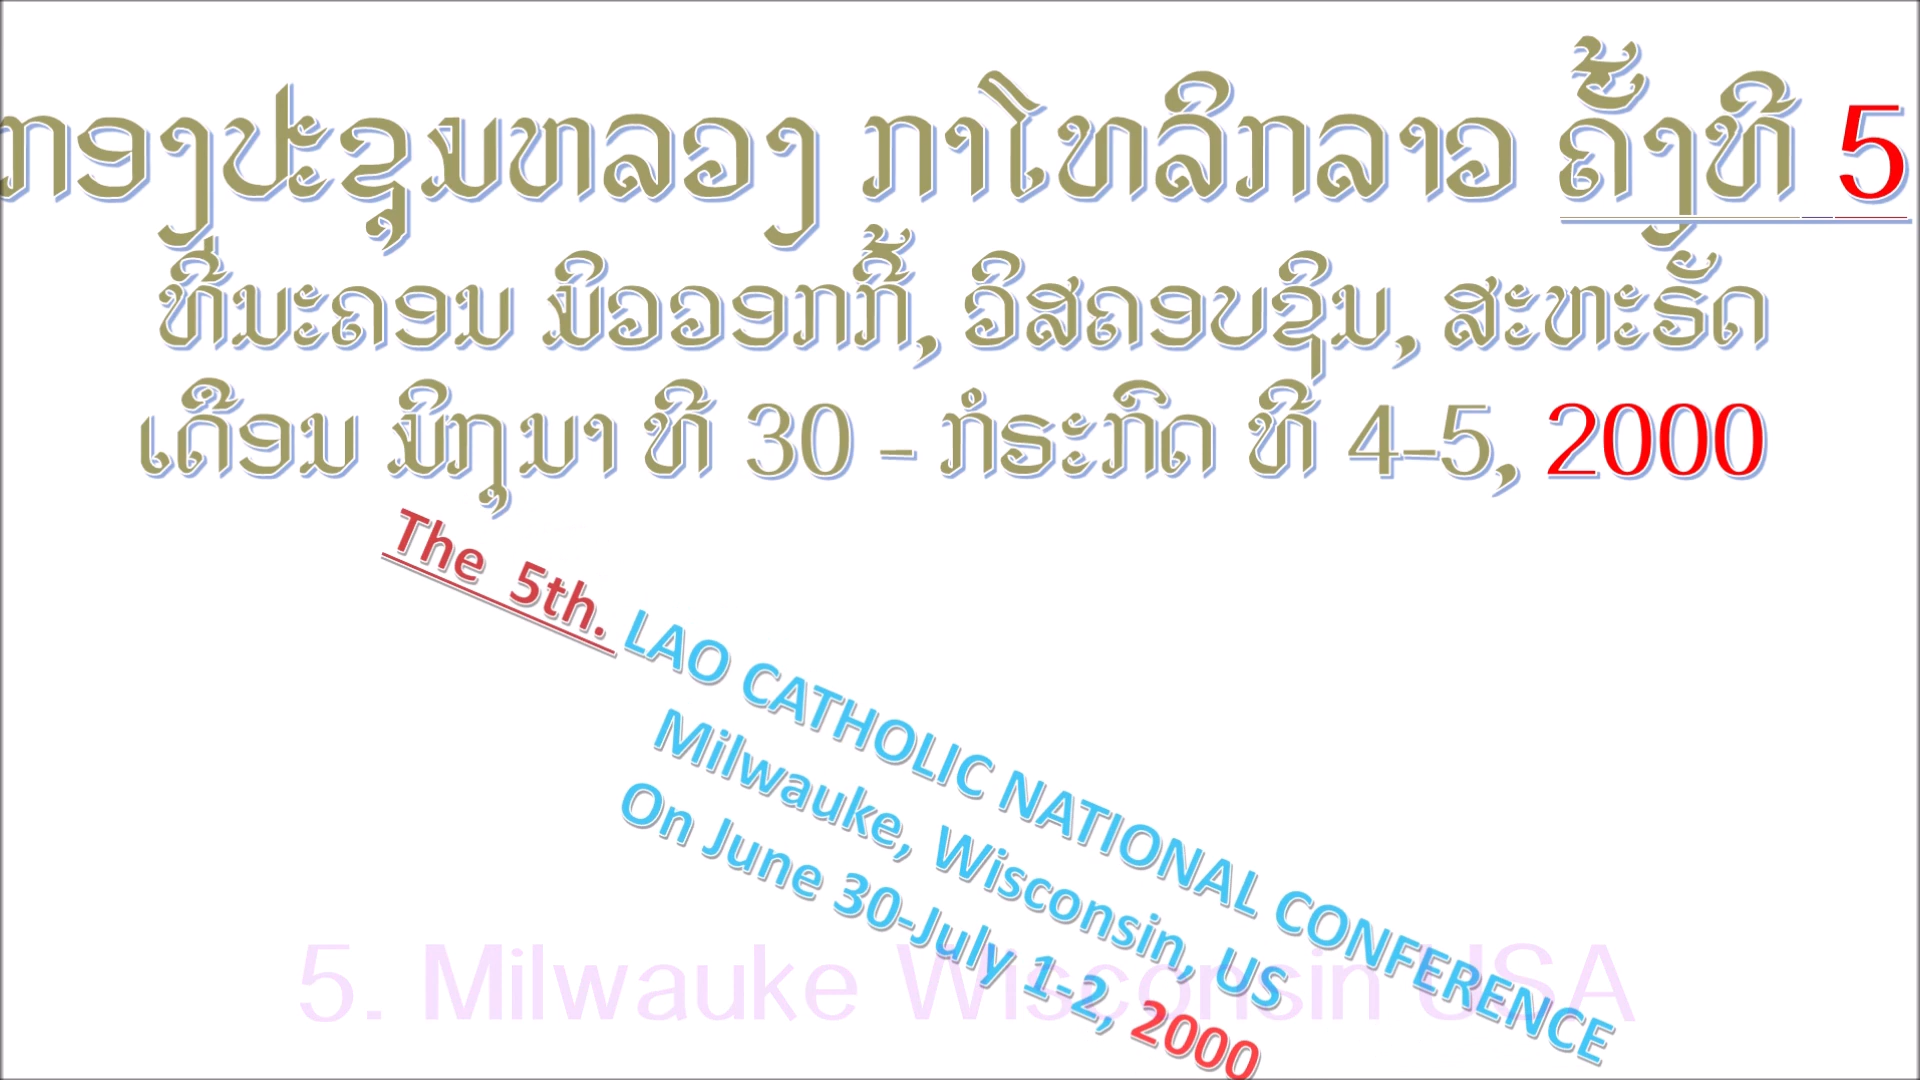 ກອງປະຊຸມຫລວງ ກາໂທລິກລາວ ຄັ້ງທີ 5
ທີ່ນະຄອນ ມິວວອກກີ້, ວິສຄອບຊິນ, ສະຫະຣັດ
ເດືອນ ມິຖຸນາ ທີ 30 - ກໍຣະກົດ ທີ 4-5, 2000
The 5th. LAO CATHOLIC NATIONAL CONFERENCE
Milwauke, Wisconsin, US
On June 30-July 1-2, 2000
5. Milwauke Wisconsin USA